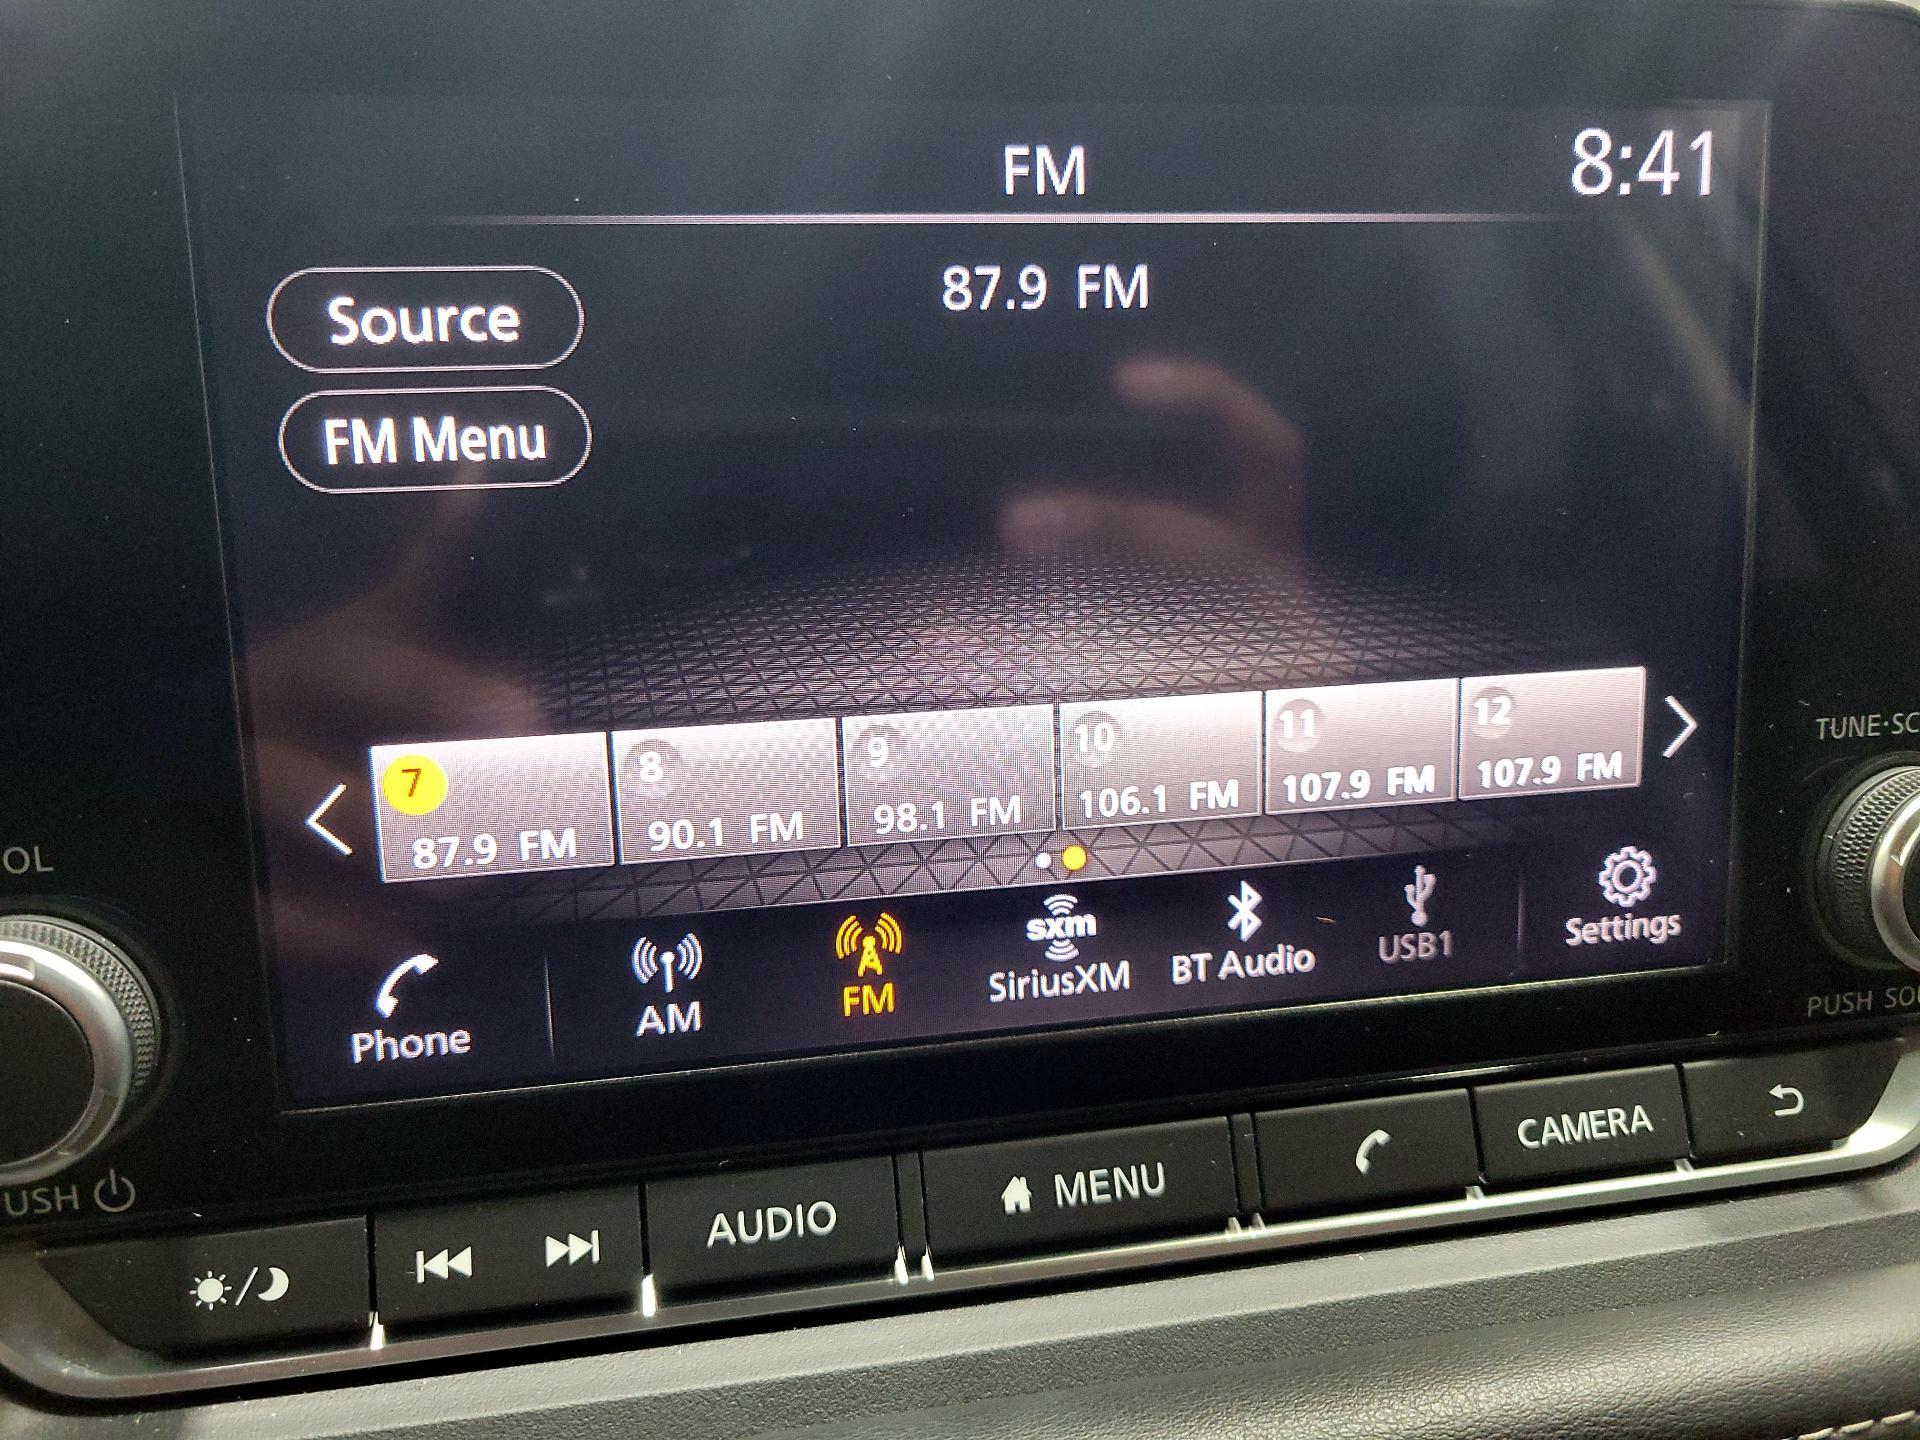 FM
8:41
87.9 FM
Source
FM Menu
7
87.9 FM
8
90.1 FM
9
98.1 FM
10
106.1 FM
11
107.9 FM
12
107.9 FM
Phone
AM
FM
sxm
SiriusXM
BT Audio
USB1
Settings
OL
USH
TUNE·SC
PUSH SO
AUDIO
MENU
CAMERA